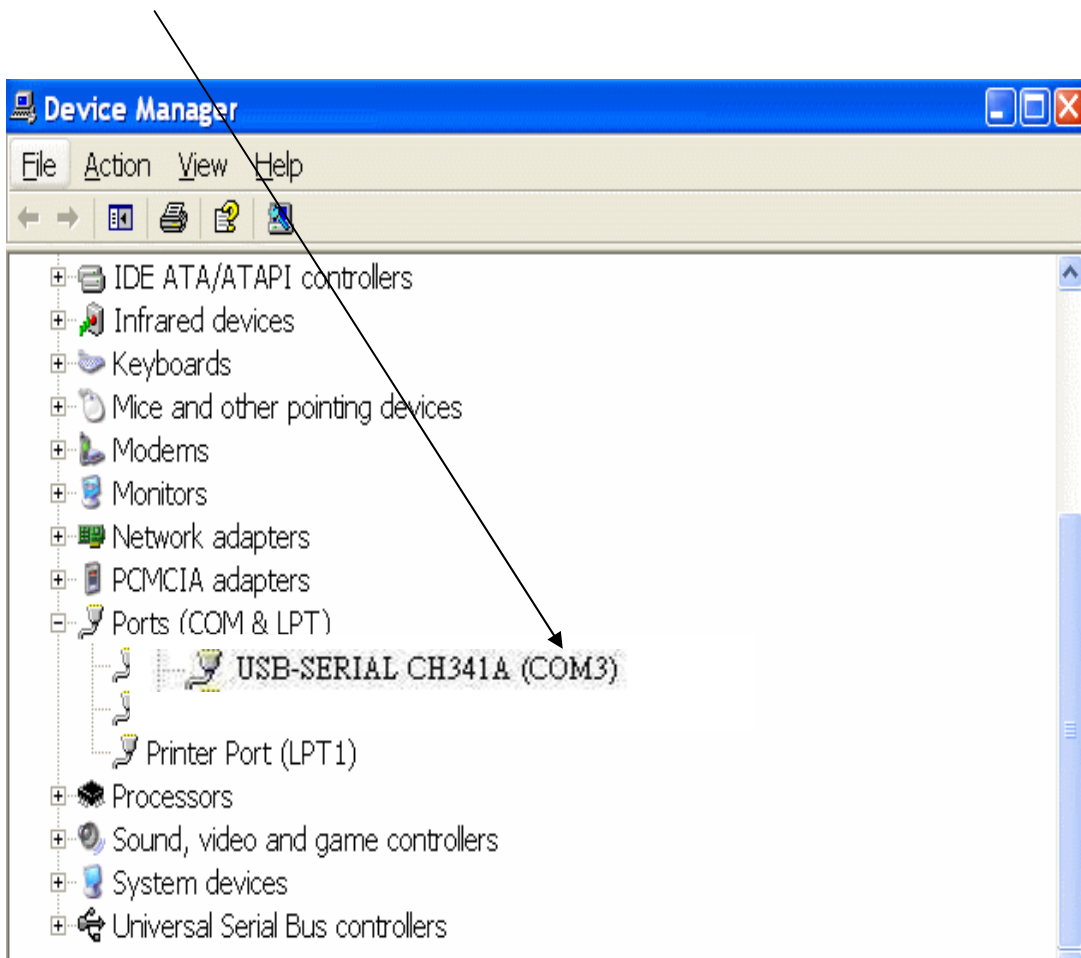 Device Manager
File Action View Help
IDE ATA/ATAPI controllers
Infrared devices
Keyboards
Mice and other pointing devices
Modems
Monitors
Network adapters
PCMCIA adapters
Ports (COM & LPT)
USB-SERIAL CH341A (COM3)
Printer Port (LPT1)
Processors
Sound, video and game controllers
System devices
Universal Serial Bus controllers